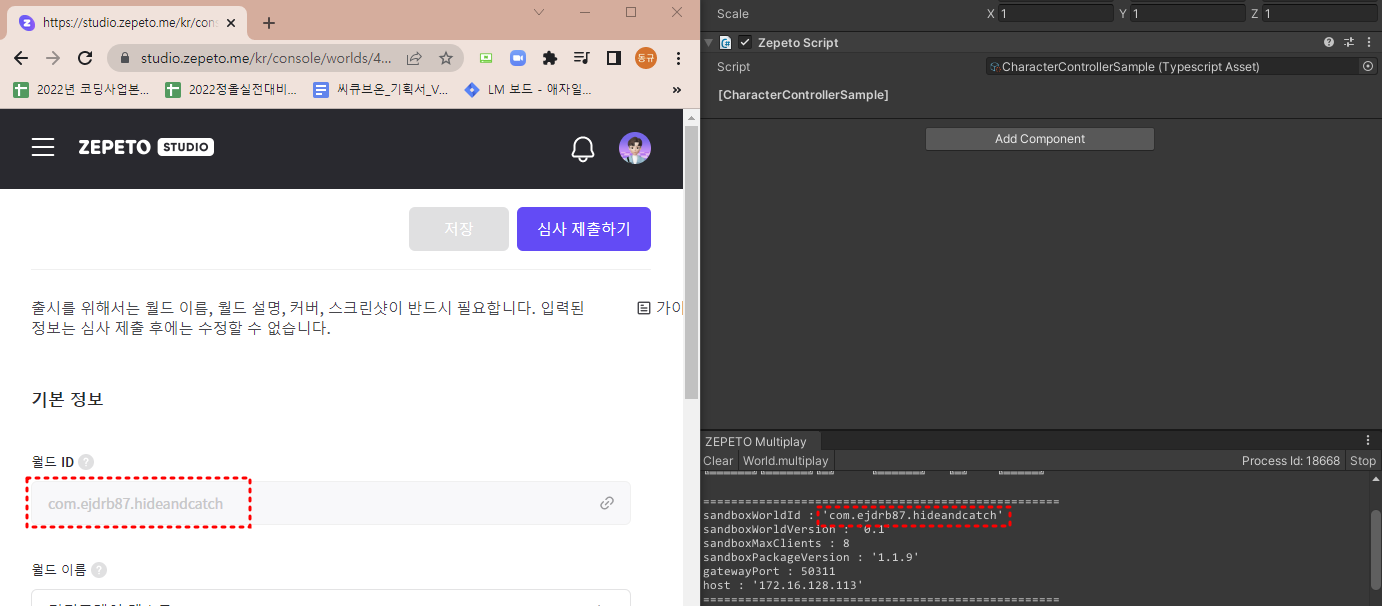 https://studio.zepeto.me/kr/con
studio.zepeto.me/kr/console/worlds/4...
동규
2022년 코딩사업본...
2022정올실전대비...
씨큐브온_기획서_V...
LM 보드 - 애자일...
»
ZEPETO STUDIO
저장
심사 제출하기
출시를 위해서는 월드 이름, 월드 설명, 커버, 스크린샷이 반드시 필요합니다. 입력된
정보는 심사 제출 후에는 수정할 수 없습니다.
가이
기본 정보
월드 ID ?
com.ejdrb87.hideandcatch
월드 이름 ?
Scale X 1 Y 1 Z 1
Zepeto Script
Script CharacterControllerSample (Typescript Asset)
[CharacterControllerSample]
Add Component
ZEPETO Multiplay
Clear World.multiplay Process Id: 18668 Stop
===================================================
sandboxWorldId : 'com.ejdrb87.hideandcatch'
sandboxWorldVersion : '0.1'
sandboxMaxClients : 8
sandboxPackageVersion : '1.1.9'
gatewayPort : 50311
host : '172.16.128.113'
===================================================